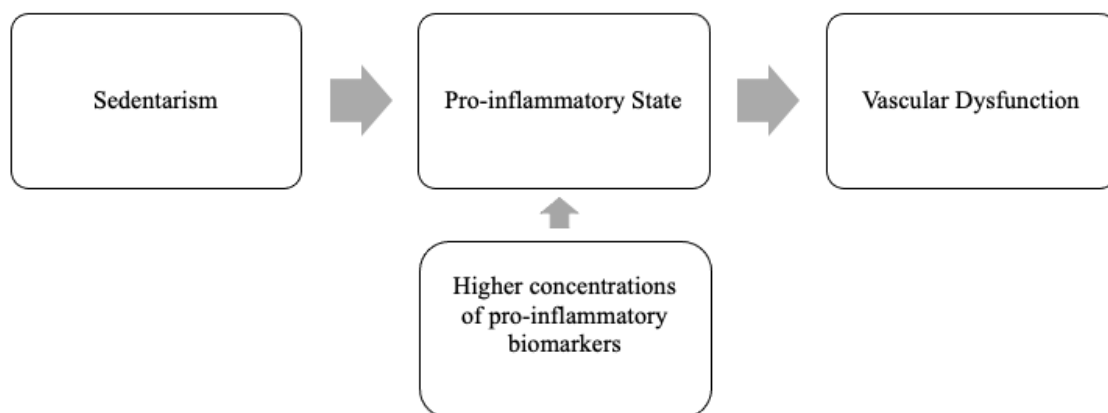 Sedentarism
Pro-inflammatory State
Vascular Dysfunction
Higher concentrations
of pro-inflammatory
biomarkers